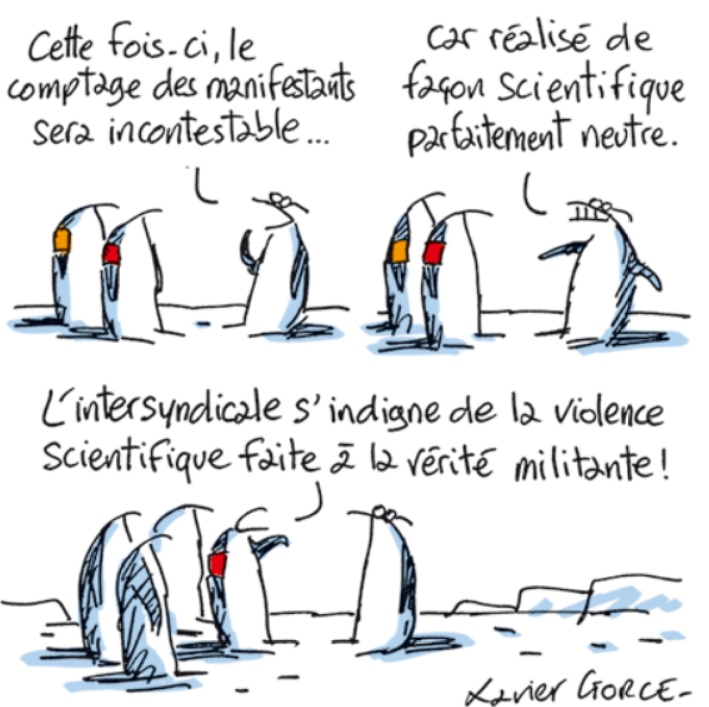 Cette fois-ci, le
comptage des manifestants
sera incontestable...
car réalisé de
façon scientifique
parfaitement neutre.
L'intersyndicale s'indigne de la violence
scientifique faite à la vérité militante!
Xavier GORCE-